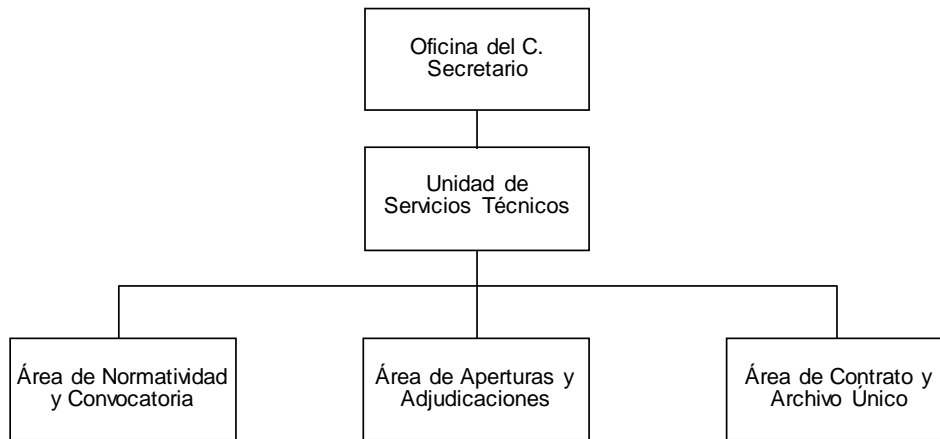 Oficina del C.
Secretario
Unidad de
Servicios Técnicos
Área de Normatividad
y Convocatoria
Área de Aperturas y
Adjudicaciones
Área de Contrato y
Archivo Único